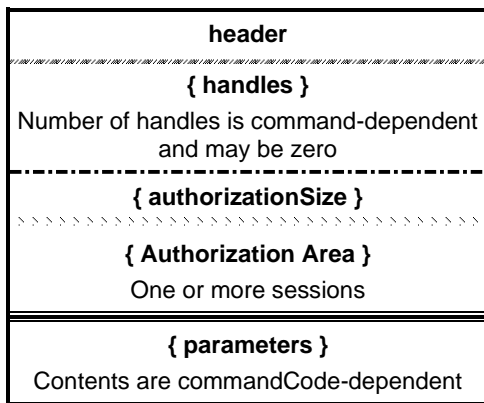 header
{ handles }
Number of handles is command-dependent
and may be zero
{ authorizationSize }
{ Authorization Area }
One or more sessions
{ parameters }
Contents are commandCode-dependent